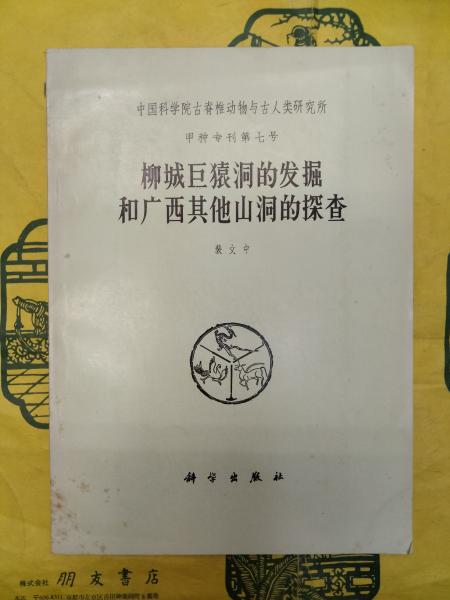 中国科学院古脊椎动物与古人类研究所
甲种专刊第七号
柳城巨猿洞的发掘
和广西其他山洞的探查
裴文中
科学出版社
株式会社 朋友書店